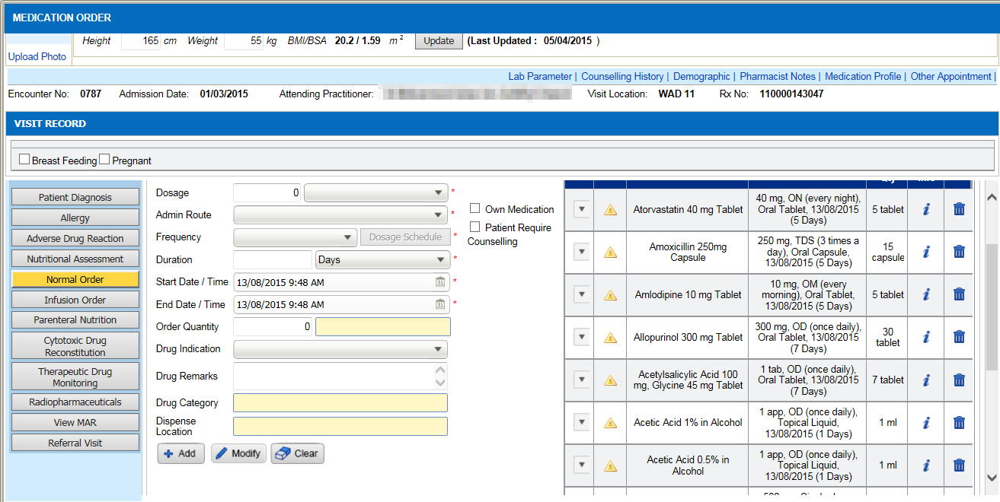 MEDICATION ORDER
Height 165 cm Weight 55 kg BMI/BSA 20.2 / 1.59 m 2 Update (Last Updated : 05/04/2015 )
Upload Photo
Lab Parameter | Counselling History | Demographic | Pharmacist Notes | Medication Profile | Other Appointment |
Encounter No: 0787 Admission Date: 01/03/2015 Attending Practitioner: Visit Location: WAD 11 Rx No: 110000143047
VISIT RECORD
Breast Feeding Pregnant
Patient Diagnosis
Allergy
Adverse Drug Reaction
Nutritional Assessment
Normal Order
Infusion Order
Parenteral Nutrition
Cytotoxic Drug
Reconstitution
Therapeutic Drug
Monitoring
Radiopharmaceuticals
View MAR
Referral Visit
Dosage 0 *
Admin Route *
Frequency Dosage Schedule *
Duration Days *
Start Date / Time 13/08/2015 9:48 AM 31 *
End Date / Time 13/08/2015 9:48 AM 31 *
Order Quantity 0
Drug Indication
Drug Remarks
Drug Category
Dispense
Location
Add Modify Clear
Own Medication
Patient Require
Counselling
Atorvastatin 40 mg Tablet
40 mg, ON (every night),
Oral Tablet, 13/08/2015
(5 Days)
5 tablet
i
Amoxicillin 250mg
Capsule
250 mg, TDS (3 times a
day), Oral Capsule,
13/08/2015 (5 Days)
15
capsule
i
Amlodipine 10 mg Tablet
10 mg, OM (every
morning), Oral Tablet,
13/08/2015 (5 Days)
5 tablet
i
Allopurinol 300 mg Tablet
300 mg, OD (once daily),
Oral Tablet, 13/08/2015
(7 Days)
30
tablet
i
Acetylsalicylic Acid 100
mg, Glycine 45 mg Tablet
1 tab, OD (once daily),
Oral Tablet, 13/08/2015
(7 Days)
7 tablet
i
Acetic Acid 1% in Alcohol
1 app, OD (once daily),
Topical Liquid,
13/08/2015 (1 Days)
1 ml
i
Acetic Acid 0.5% in
Alcohol
1 app, OD (once daily),
Topical Liquid,
13/08/2015 (1 Days)
1 ml
i